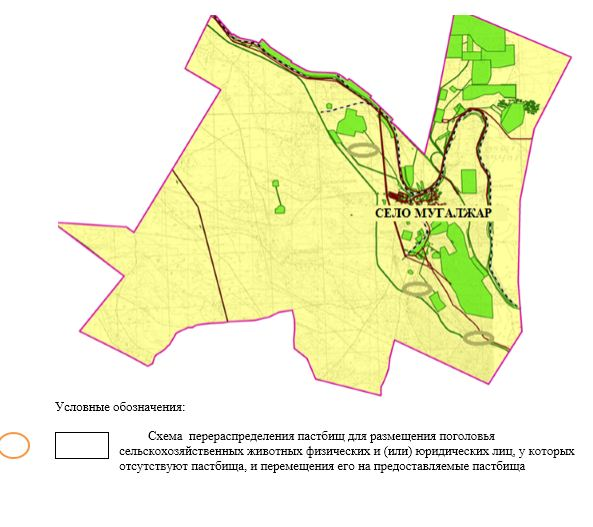 СЕЛО МУГАЛЖАР
Условные обозначения:
Схема перераспределения пастбищ для размещения поголовья
сельскохозяйственных животных физических и (или) юридических лиц, у которых
отсутствуют пастбища, и перемещения его на предоставляемые пастбища